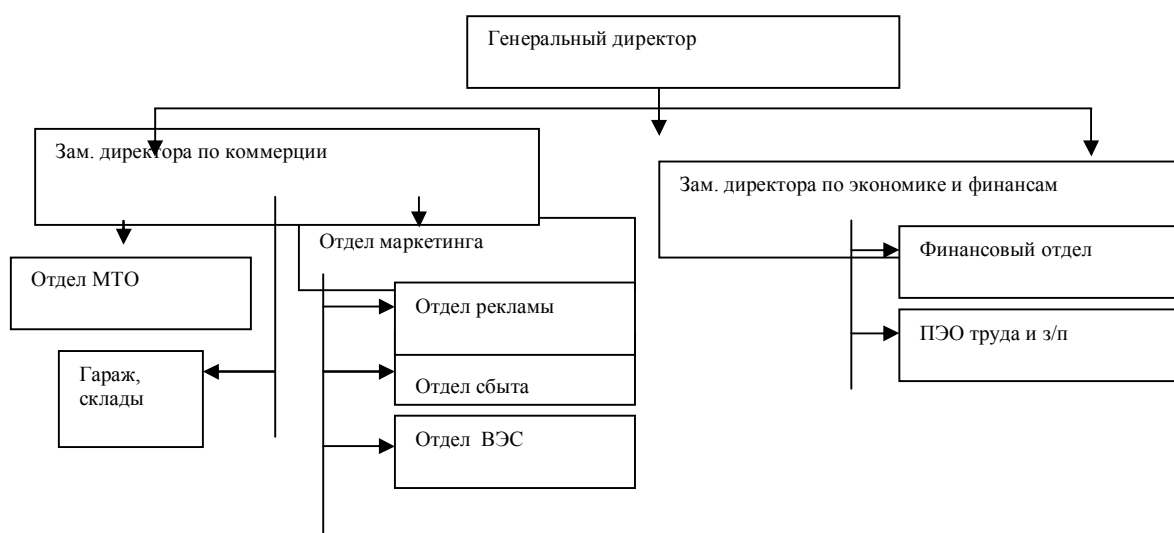 Генеральный директор
Зам. директора по коммерции
Зам. директора по экономике и финансам
Отдел маркетинга
Финансовый отдел
Отдел МТО
Отдел рекламы
ПЭО труда и з/п
Гараж,
склады
Отдел сбыта
Отдел ВЭС